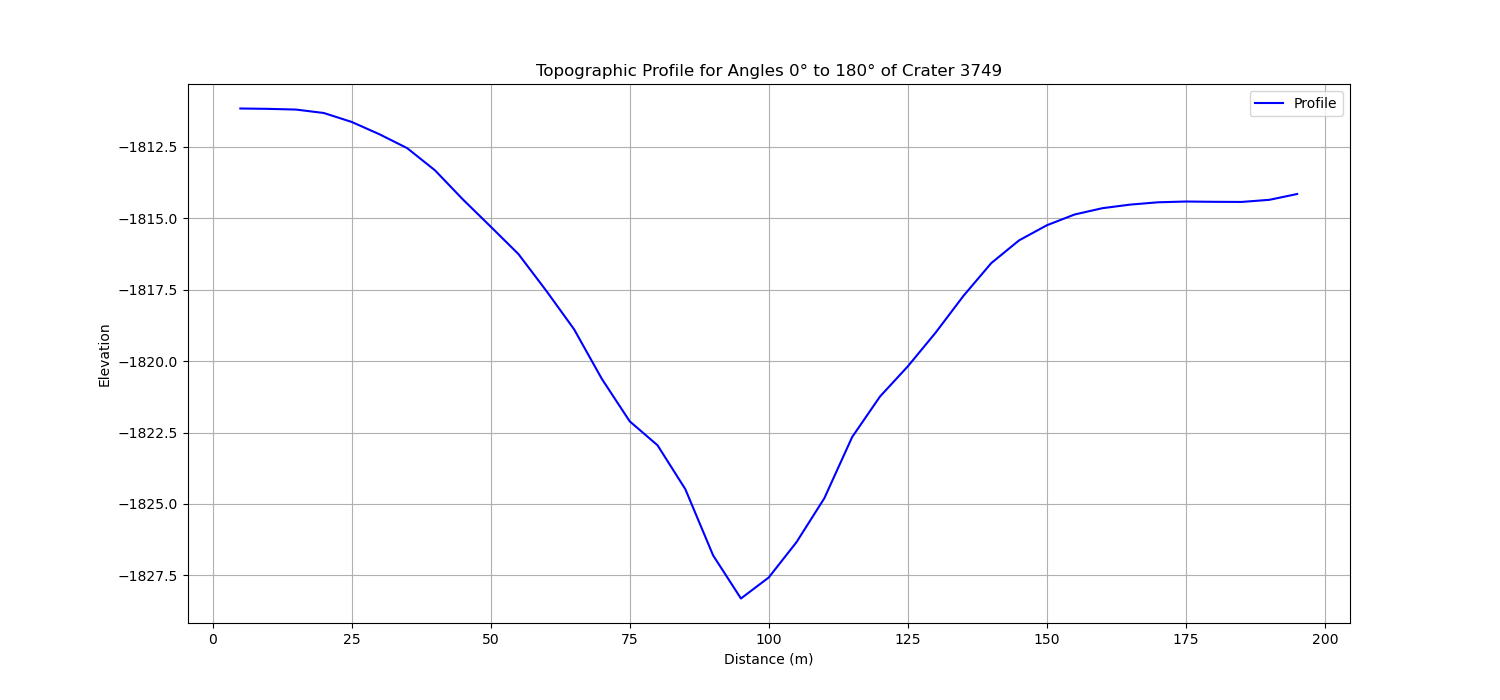 Topographic Profile for Angles 0° to 180° of Crater 3749
Profile
−1812.5
−1815.0
−1817.5
−1820.0
−1822.5
−1825.0
−1827.5
Elevation
0 25 50 75 100 125 150 175 200
Distance (m)